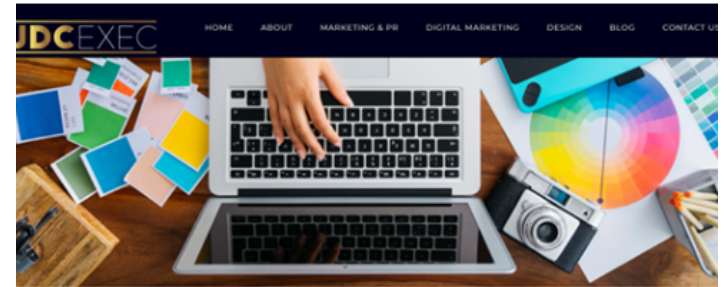 JDCEXEC
HOME ABOUT MARKETING & PR DIGITAL MARKETING DESIGN BLOG CONTACT US